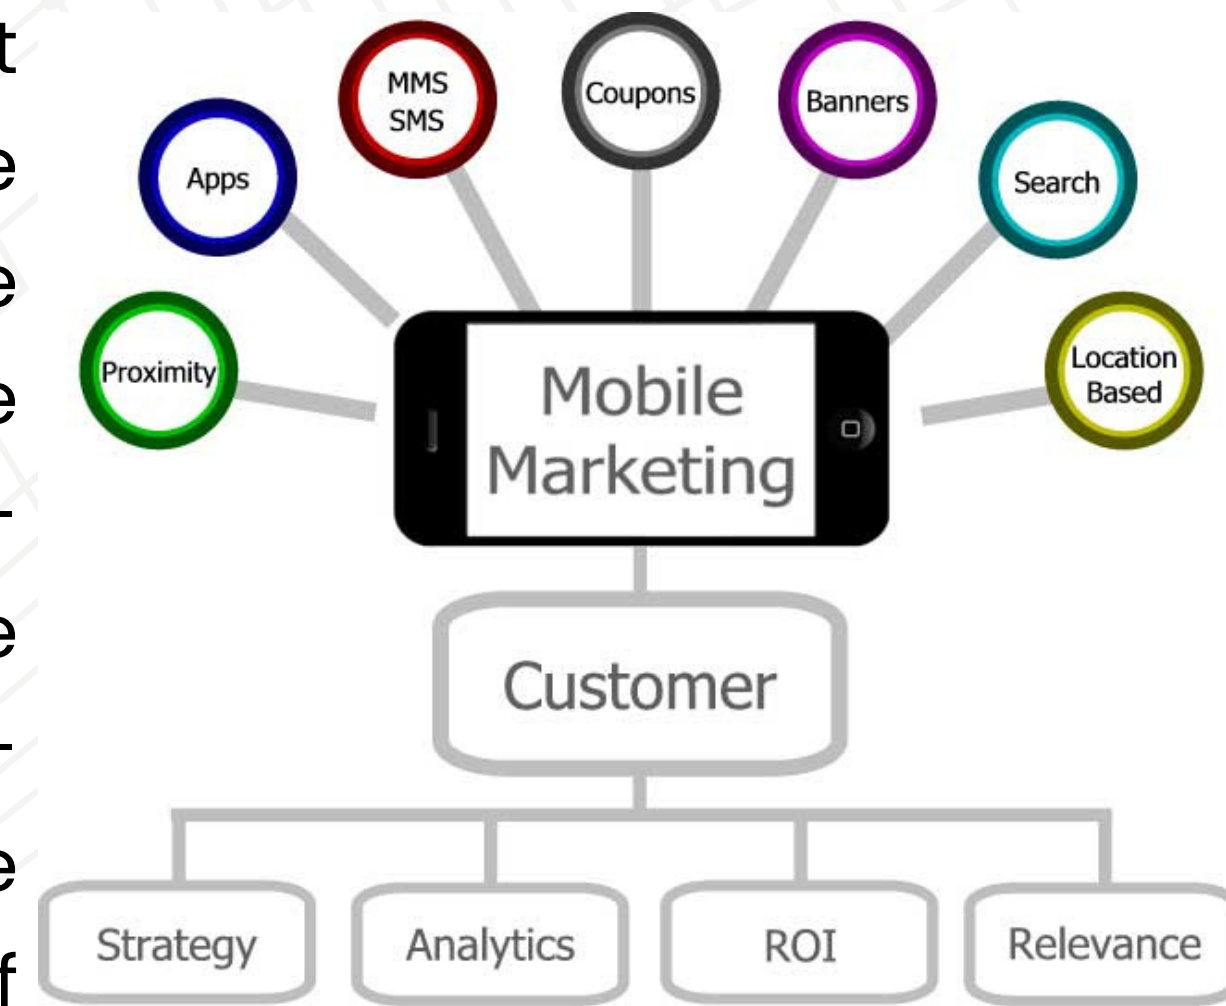 t
e
e
e
-
e
-
e
f
MMS
SMS
Coupons
Banners
Apps
Search
Proximity
Location
Based
Mobile
Marketing
Customer
Strategy
Analytics
ROI
Relevance